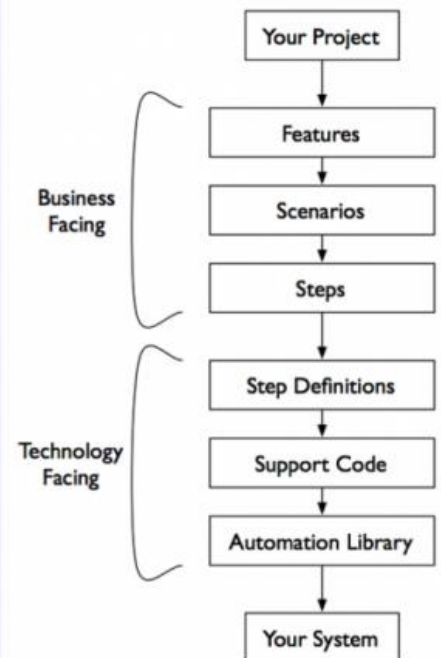 Your Project
Features
Business
Facing
Scenarios
Steps
Step Definitions
Technology
Facing
Support Code
Automation Library
Your System